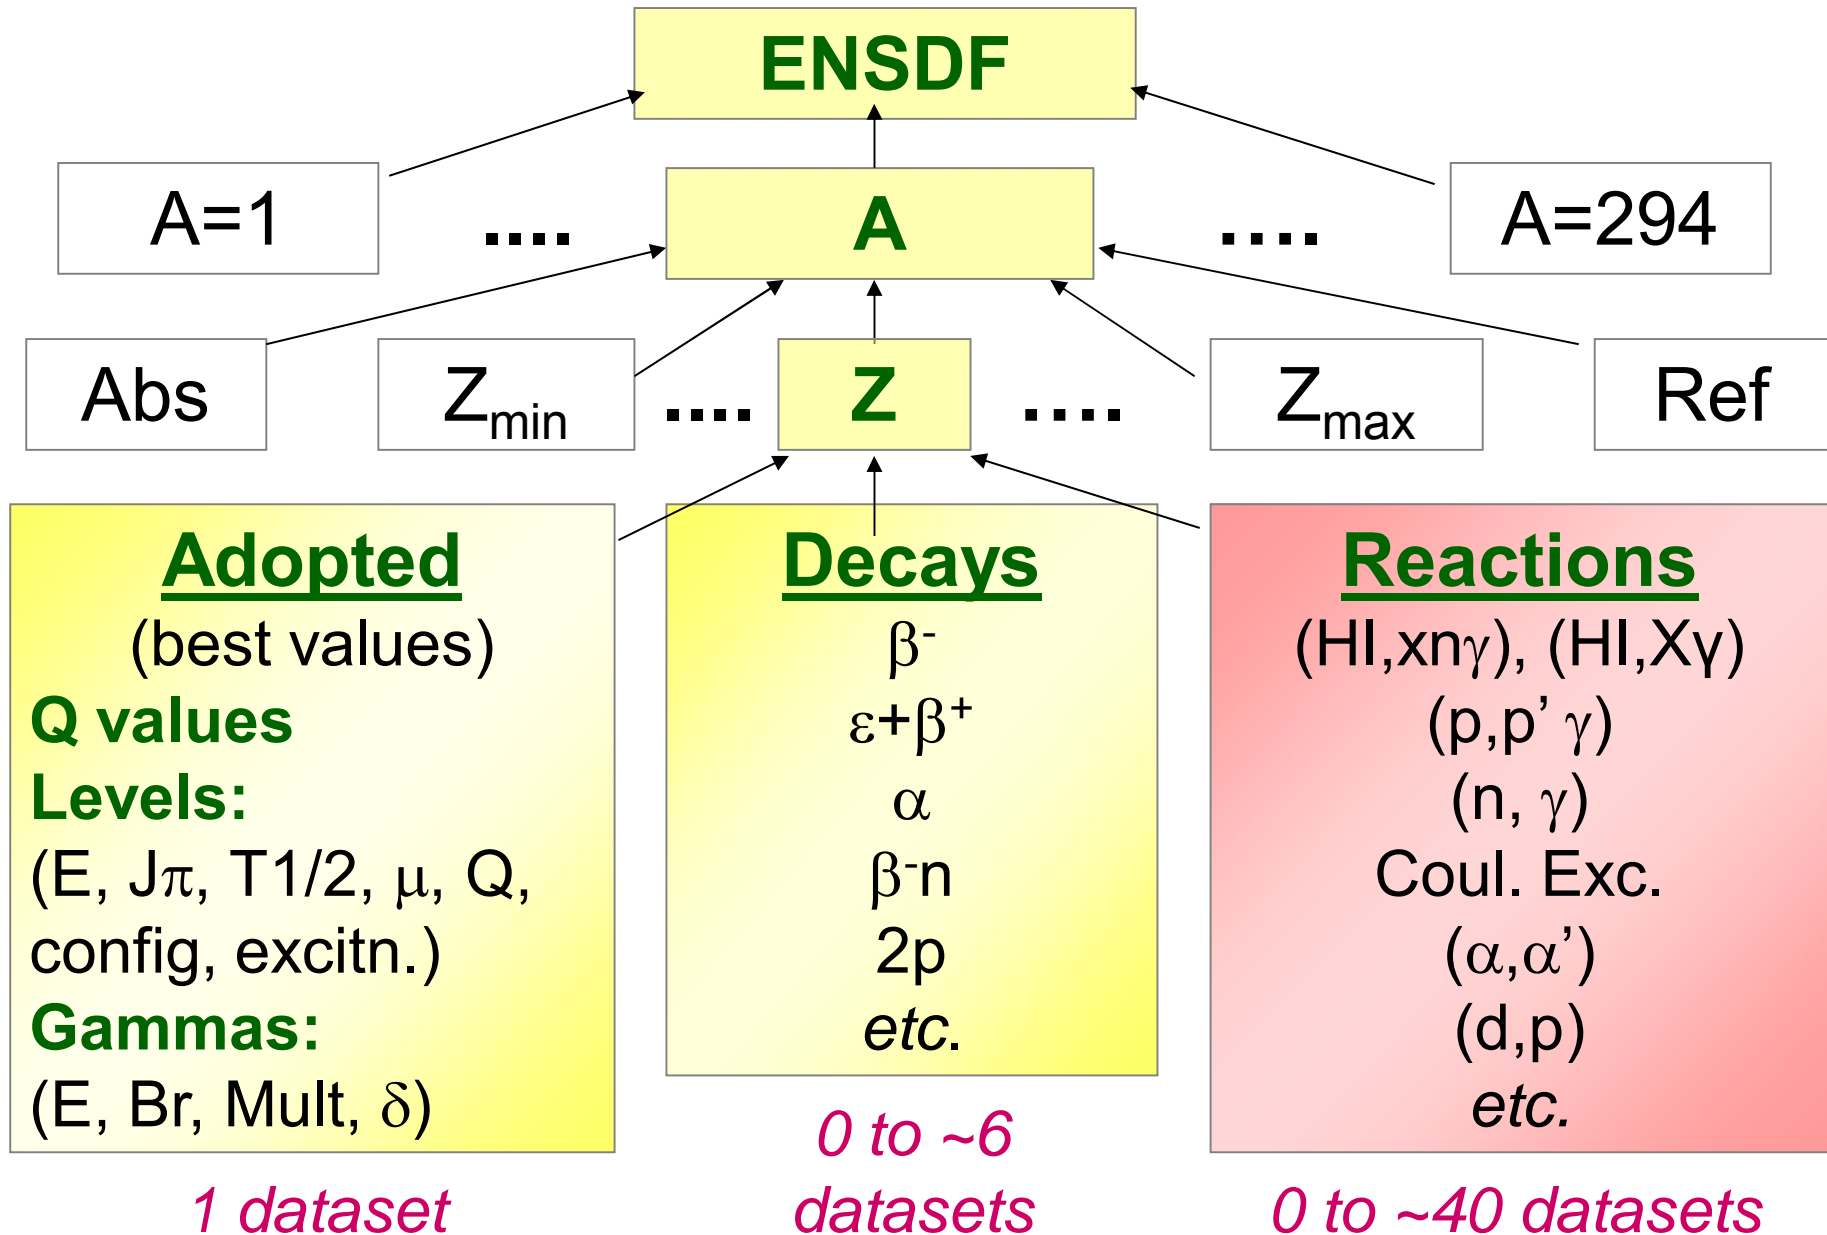 ENSDF
A=1
....
A
....
A=294
Abs
Zmin
....
Z
....
Zmax
Ref
Adopted
(best values)
Q values
Levels:
(E, Jπ, T1/2, μ, Q,
config, excitn.)
Gammas:
(E, Br, Mult, δ)
1 dataset
Decays
β-
ε+β+
α
β-n
2p
etc.
0 to ~6
datasets
Reactions
(HI,xnγ), (HI,Xγ)
(p,p’ γ)
(n, γ)
Coul. Exc.
(α,α’)
(d,p)
etc.
0 to ~40 datasets